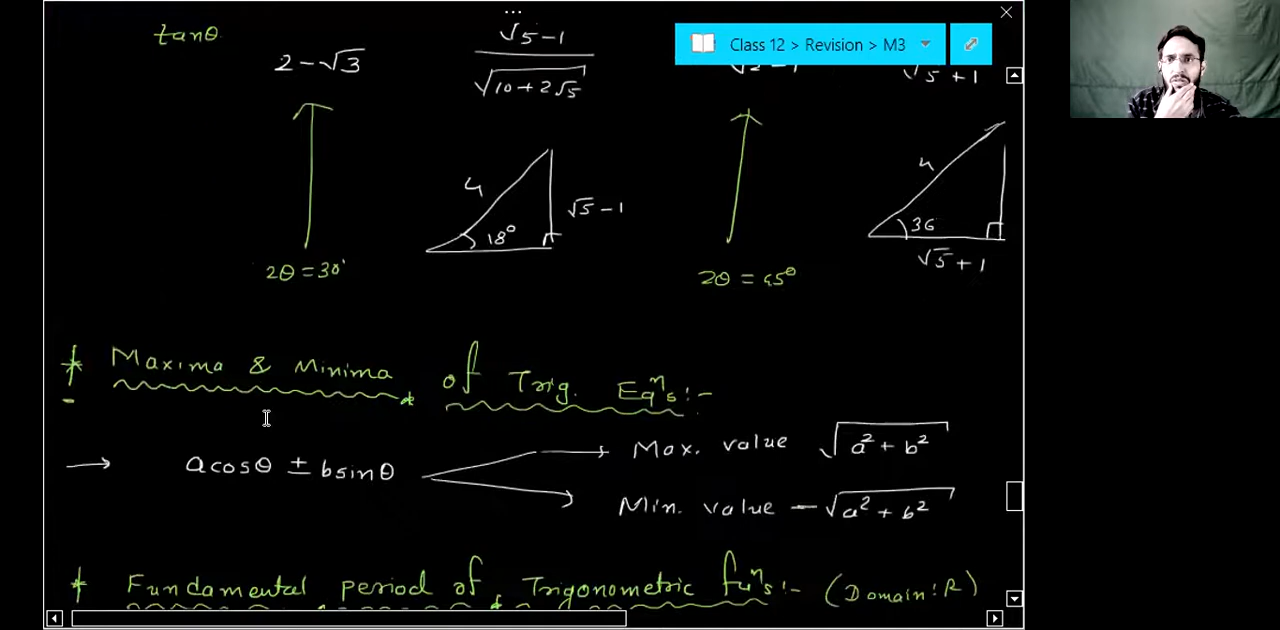 tanθ
2-√3
√5-1
√10+2√5
Class 12 > Revision > M3
√5+1
4
√5-1
18°
2θ=30°
4
36
√5+1
2θ=45°
* Maxima & Minima of Trig. Eqⁿs:-
→ acosθ ± bsinθ
Max. value √a²+b²
Min. value -√a²+b²
* Fundamental period of Trigonometric fuⁿs:- (Domain:R)